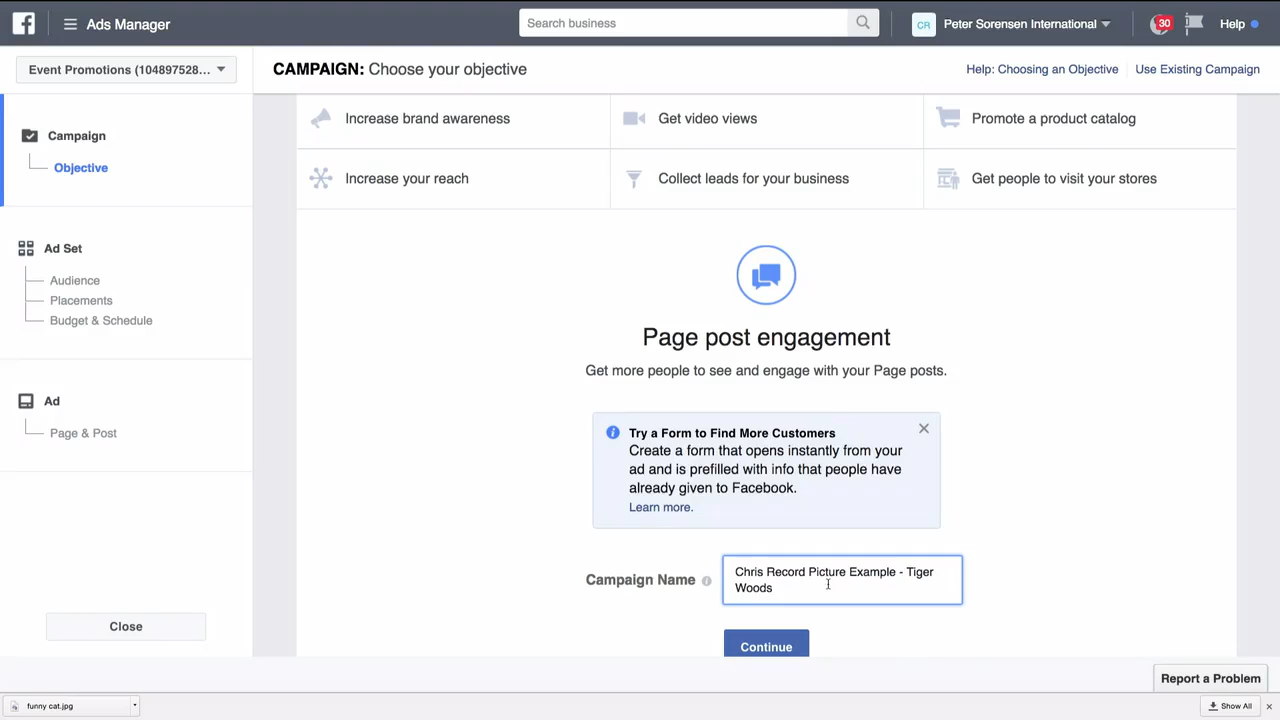 Ads Manager
Search business
CR
Peter Sorensen International
30
Help
Event Promotions (104897528...
CAMPAIGN: Choose your objective
Help: Choosing an Objective
Use Existing Campaign
Campaign
Objective
Ad Set
Audience
Placements
Budget & Schedule
Ad
Page & Post
Close
Increase brand awareness
Get video views
Promote a product catalog
Increase your reach
Collect leads for your business
Get people to visit your stores
Page post engagement
Get more people to see and engage with your Page posts.
Try a Form to Find More Customers
Create a form that opens instantly from your
ad and is prefilled with info that people have
already given to Facebook.
Learn more.
Campaign Name
Chris Record Picture Example - Tiger
Woods
Continue
Report a Problem
funny cat.jpg
Show All